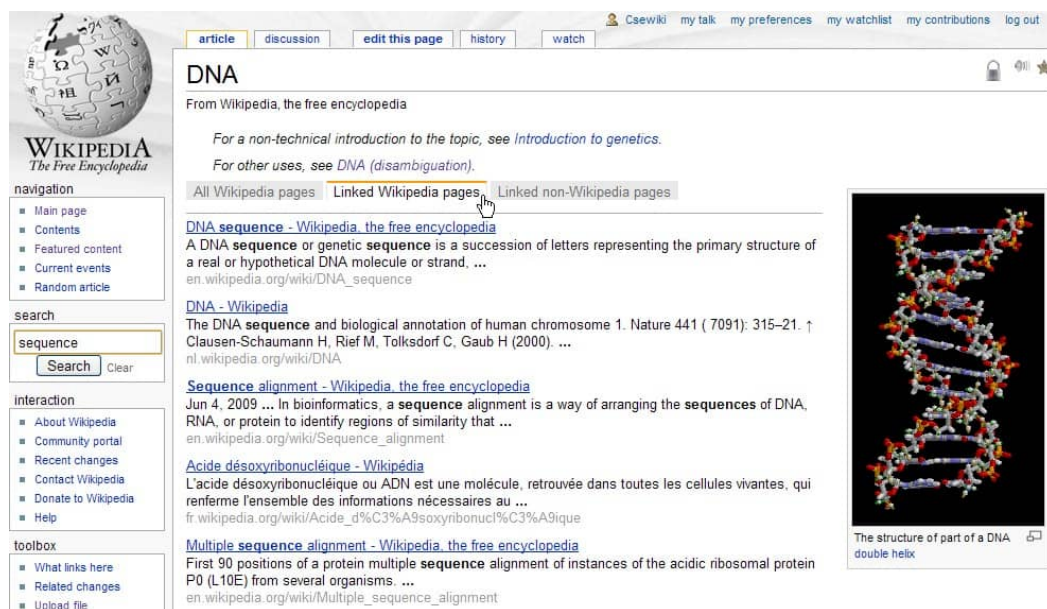 Csewiki my talk my preferences my watchlist my contributions log out
article discussion edit this page history watch
DNA
From Wikipedia, the free encyclopedia
For a non-technical introduction to the topic, see Introduction to genetics.
For other uses, see DNA (disambiguation).
All Wikipedia pages Linked Wikipedia pages Linked non-Wikipedia pages
DNA sequence - Wikipedia, the free encyclopedia
A DNA sequence or genetic sequence is a succession of letters representing the primary structure of
a real or hypothetical DNA molecule or strand, ...
en.wikipedia.org/wiki/DNA_sequence
DNA - Wikipedia
The DNA sequence and biological annotation of human chromosome 1. Nature 441 ( 7091): 315–21. ↑
Clausen-Schaumann H, Rief M, Tolksdorf C, Gaub H (2000). ...
nl.wikipedia.org/wiki/DNA
Sequence alignment - Wikipedia, the free encyclopedia
Jun 4, 2009 ... In bioinformatics, a sequence alignment is a way of arranging the sequences of DNA,
RNA, or protein to identify regions of similarity that ...
en.wikipedia.org/wiki/Sequence_alignment
Acide désoxyribonucléique - Wikipédia
L'acide désoxyribonucléique ou ADN est une molécule, retrouvée dans toutes les cellules vivantes, qui
renferme l'ensemble des informations nécessaires au ...
fr.wikipedia.org/wiki/Acide_d%C3%A9soxyribonucl%C3%A9ique
Multiple sequence alignment - Wikipedia, the free encyclopedia
First 90 positions of a protein multiple sequence alignment of instances of the acidic ribosomal protein
P0 (L10E) from several organisms. ...
en.wikipedia.org/wiki/Multiple_sequence_alignment
The structure of part of a DNA
double helix
WIKIPEDIA
The Free Encyclopedia
navigation
Main page
Contents
Featured content
Current events
Random article
search
sequence
Search Clear
interaction
About Wikipedia
Community portal
Recent changes
Contact Wikipedia
Donate to Wikipedia
Help
toolbox
What links here
Related changes
Upload file